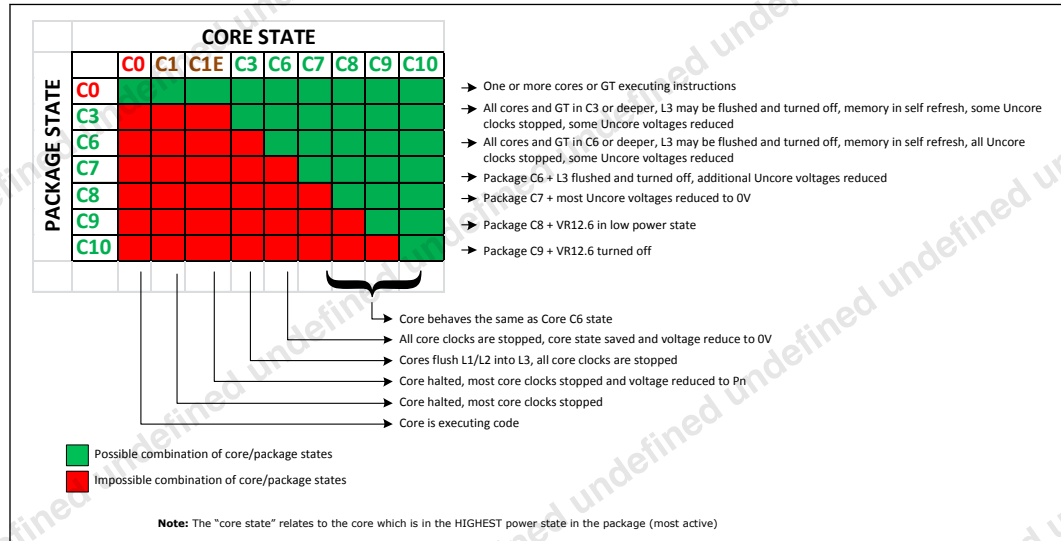 CORE STATE
C0 C1 C1E C3 C6 C7 C8 C9 C10
PACKAGE STATE
C0
C3
C6
C7
C8
C9
C10
One or more cores or GT executing instructions
All cores and GT in C3 or deeper, L3 may be flushed and turned off, memory in self refresh, some Uncore
clocks stopped, some Uncore voltages reduced
All cores and GT in C6 or deeper, L3 may be flushed and turned off, memory in self refresh, all Uncore
clocks stopped, some Uncore voltages reduced
Package C6 + L3 flushed and turned off, additional Uncore voltages reduced
Package C7 + most Uncore voltages reduced to 0V
Package C8 + VR12.6 in low power state
Package C9 + VR12.6 turned off
Core behaves the same as Core C6 state
All core clocks are stopped, core state saved and voltage reduce to 0V
Cores flush L1/L2 into L3, all core clocks are stopped
Core halted, most core clocks stopped and voltage reduced to Pn
Core halted, most core clocks stopped
Core is executing code
Possible combination of core/package states
Impossible combination of core/package states
Note: The “core state” relates to the core which is in the HIGHEST power state in the package (most active)
undefined undefined undefined undefined
undefined undefined undefined undefined
undefined undefined